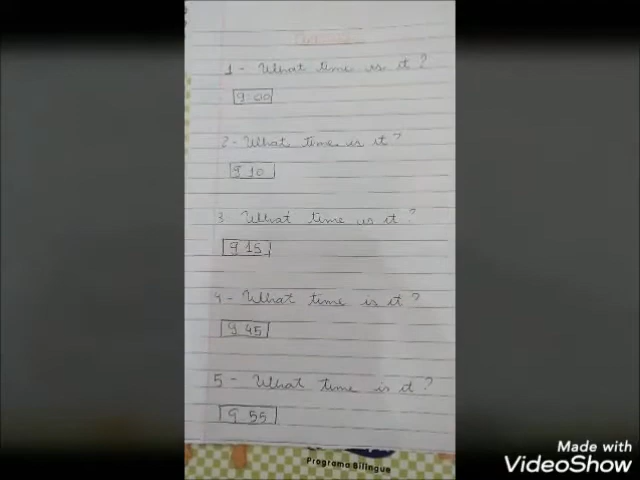 1 - What time is it?
9:00
2 - What time is it?
9 10
3 What time is it?
9 15
4 - What time is it?
9 45
5 - What time is it?
9 55
Programa Bilíngue
Made with
VideoShow